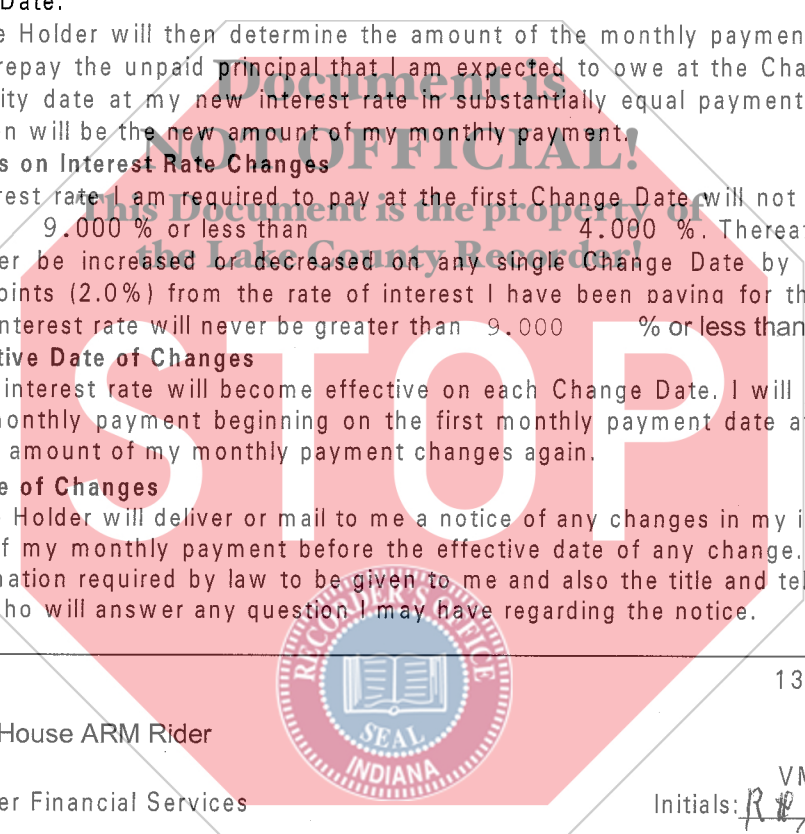 Date.
e Holder will then determine the amount of the monthly paymen
repay the unpaid principal that I am expected to owe at the Cha
ity date at my new interest rate in substantially equal payment
on will be the new amount of my monthly payment.
s on Interest Rate Changes
rest rate I am required to pay at the first Change Date will not
9.000 % or less than 4.000 %. Thereaf
er be increased or decreased on any single Change Date by
oints (2.0%) from the rate of interest I have been paying for th
nterest rate will never be greater than 9.000 % or less than
tive Date of Changes
interest rate will become effective on each Change Date. I will
monthly payment beginning on the first monthly payment date af
amount of my monthly payment changes again.
e of Changes
Holder will deliver or mail to me a notice of any changes in my i
f my monthly payment before the effective date of any change.
nation required by law to be given to me and also the title and tel
ho will answer any question I may have regarding the notice.
13
House ARM Rider
VM
er Financial Services
Initials:
Document is
NOT OFFICIAL!
This Document is the property of
the Lake County Recorder!
STOP
RECORDER'S OFFICE
SEAL
INDIANA